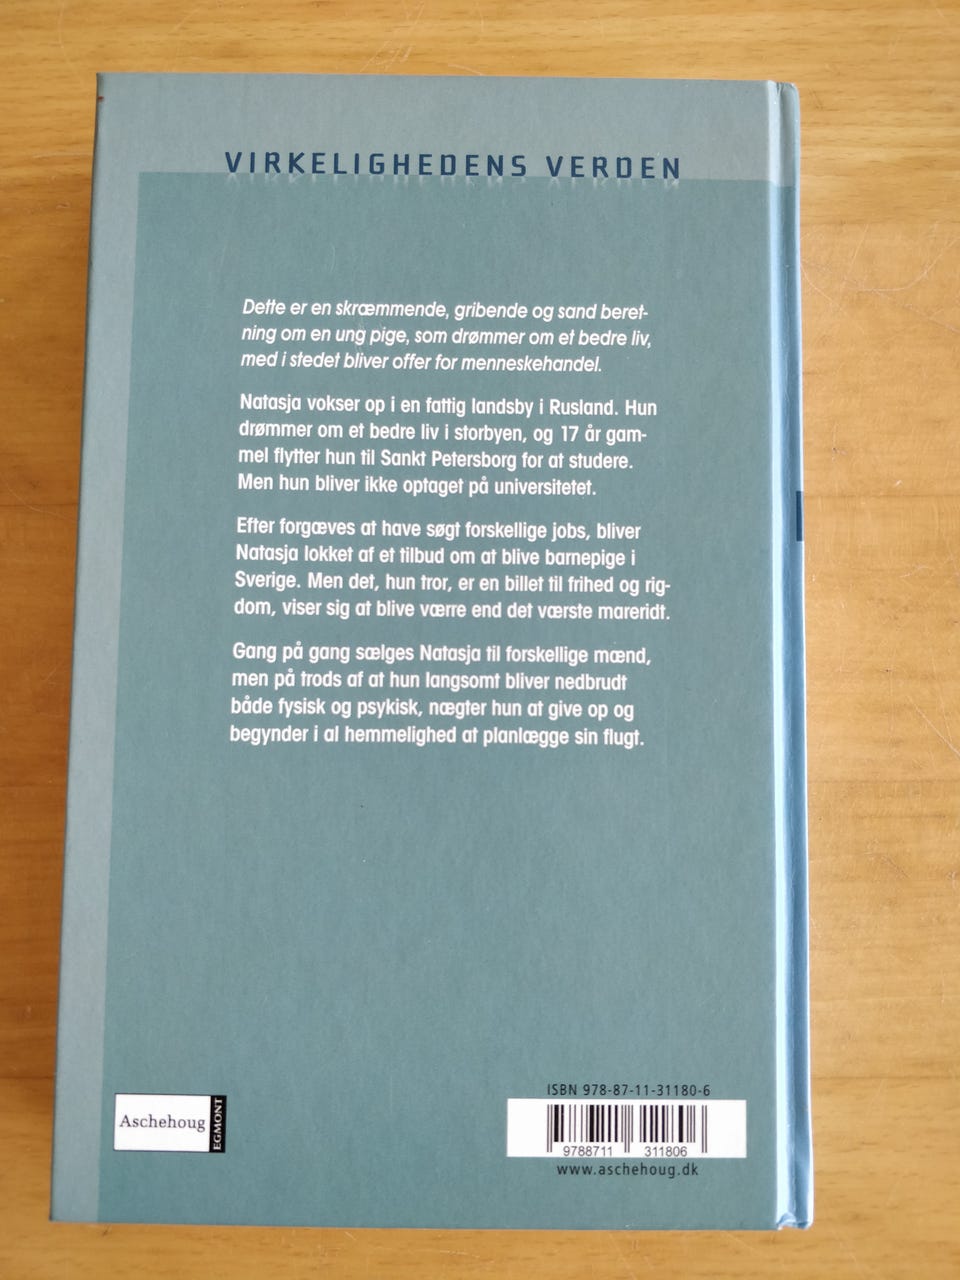 VIRKELIGHEDENS VERDEN
Dette er en skræmmende, gribende og sand beret-
ning om en ung pige, som drømmer om et bedre liv,
med i stedet bliver offer for menneskehandel.
Natasja vokser op i en fattig landsby i Rusland. Hun
drømmer om et bedre liv i storbyen, og 17 år gam-
mel flytter hun til Sankt Petersborg for at studere.
Men hun bliver ikke optaget på universitetet.
Efter forgæves at have søgt forskellige jobs, bliver
Natasja lokket af et tilbud om at blive barnepige i
Sverige. Men det, hun tror, er en billet til frihed og rig-
dom, viser sig at blive værre end det værste mareridt.
Gang på gang sælges Natasja til forskellige mænd,
men på trods af at hun langsomt bliver nedbrudt
både fysisk og psykisk, nægter hun at give op og
begynder i al hemmelighed at planlægge sin flugt.
Aschehoug
EGMONT
ISBN 978-87-11-31180-6
9788711 311806
www.aschehoug.dk